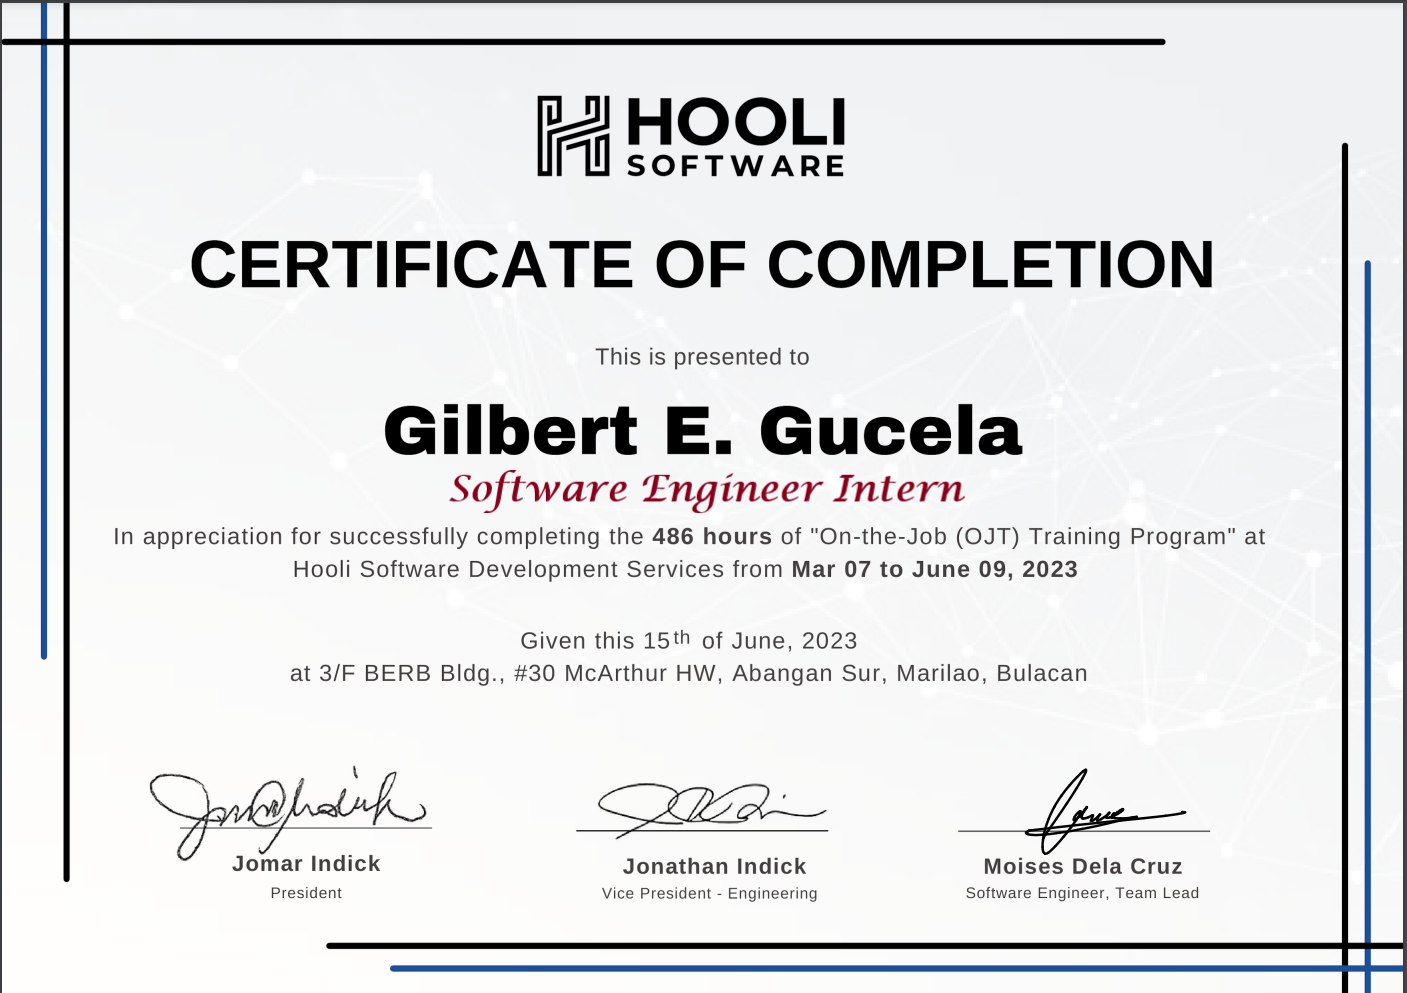 HOOLI
SOFTWARE
CERTIFICATE OF COMPLETION
This is presented to
Gilbert E. Gucela
Software Engineer Intern
In appreciation for successfully completing the 486 hours of "On-the-Job (OJT) Training Program" at
Hooli Software Development Services from Mar 07 to June 09, 2023
Given this 15th of June, 2023
at 3/F BERB Bldg., #30 McArthur HW, Abangan Sur, Marilao, Bulacan
Jomar Indick
President
Jonathan Indick
Vice President - Engineering
Moises Dela Cruz
Software Engineer, Team Lead